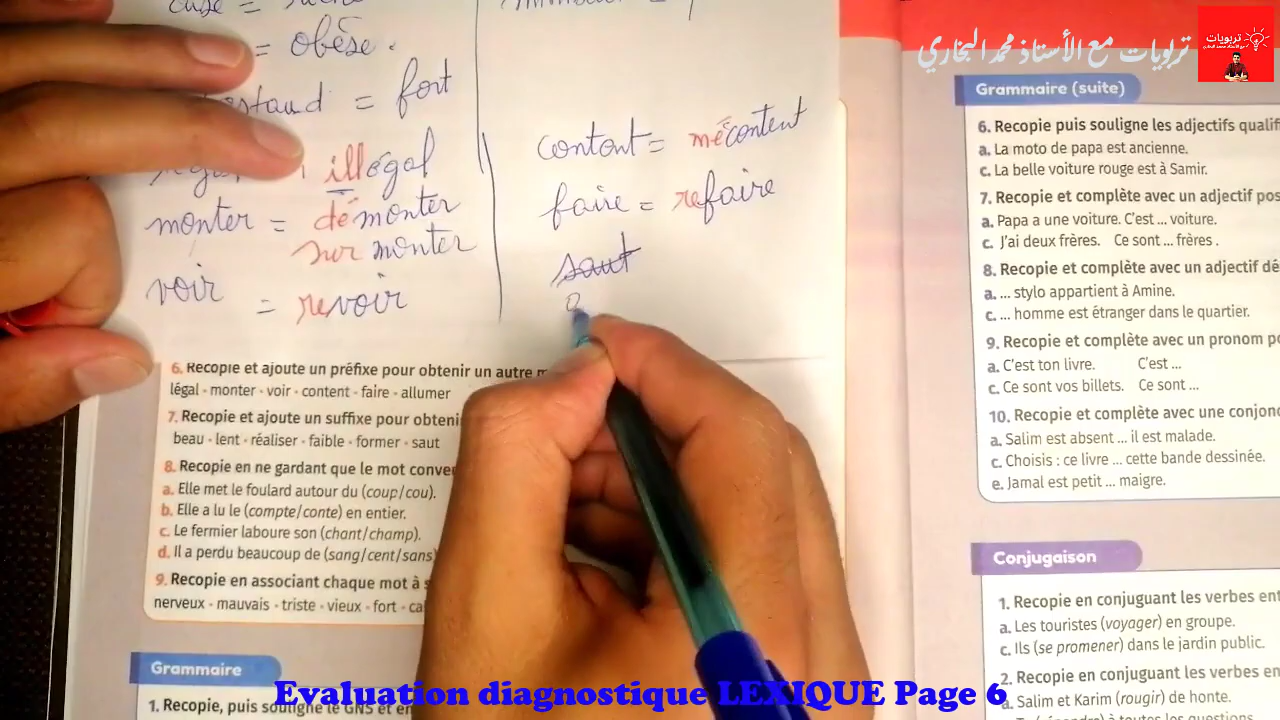 = obèse.
= fort
illégal
monter = démonter
surmonter
voir = revoir
content = mécontent
faire = refaire
saut
6. Recopie et ajoute un préfixe pour obtenir un autre
légal • monter • voir • content • faire • allumer
7. Recopie et ajoute un suffixe pour
beau • lent • réaliser • faible • former • saut
8. Recopie en ne gardant que le mot
a. Elle met le foulard autour du (coup/cou).
b. Elle a lu le (compte/conte) en entier.
c. Le fermier laboure son (chant/champ).
d. Il a perdu beaucoup de (sang/cent/sans)
9. Recopie en associant chaque mot à
nerveux • mauvais • triste • vieux • fort
Grammaire
1. Recopie, puis souligne le GNS et
تربويات مع الأستاذ محمد البخاري
تربويات
Grammaire (suite)
6. Recopie puis souligne les adjectifs
a. La moto de papa est ancienne.
c. La belle voiture rouge est à Samir.
7. Recopie et complète avec un adjectif
a. Papa a une voiture. C'est ... voiture.
c. J'ai deux frères. Ce sont ... frères.
8. Recopie et complète avec un adjectif
a. ... stylo appartient à Amine.
c. ... homme est étranger dans le quartier.
9. Recopie et complète avec un pronom
a. C'est ton livre. C'est ...
c. Ce sont vos billets. Ce sont ...
10. Recopie et complète avec une
a. Salim est absent ... il est malade.
c. Choisis : ce livre ... cette bande dessinée.
e. Jamal est petit ... maigre.
Conjugaison
1. Recopie en conjuguant les verbes
a. Les touristes (voyager) en groupe.
c. Ils (se promener) dans le jardin public.
2. Recopie en conjuguant les verbes
a. Salim et Karim (rougir) de honte.
Evaluation diagnostique LEXIQUE Page 6